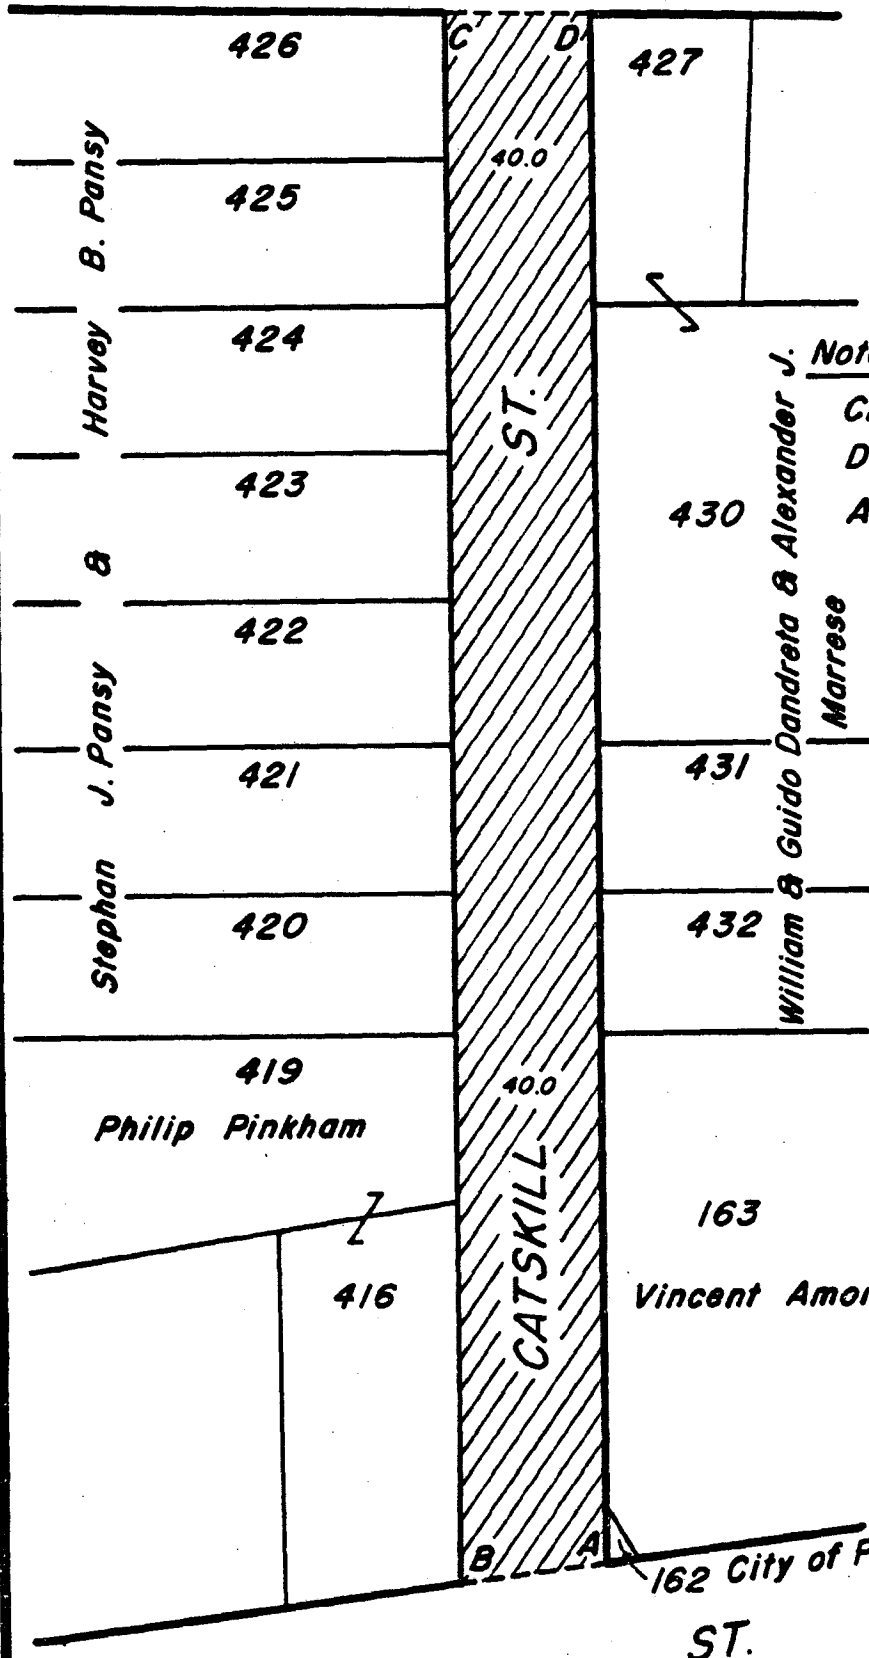 C D
426
427
40.0
425
424
Note
423
430
422
421
431
420
432
Stephan J. Pansy & Harvey B. Pansy
William & Guido Dandreta & Alexander J.
Marrese
419
40.0
Philip Pinkham
163
416
Vincent
CATSKILL ST.
B A
162 City of
ST.